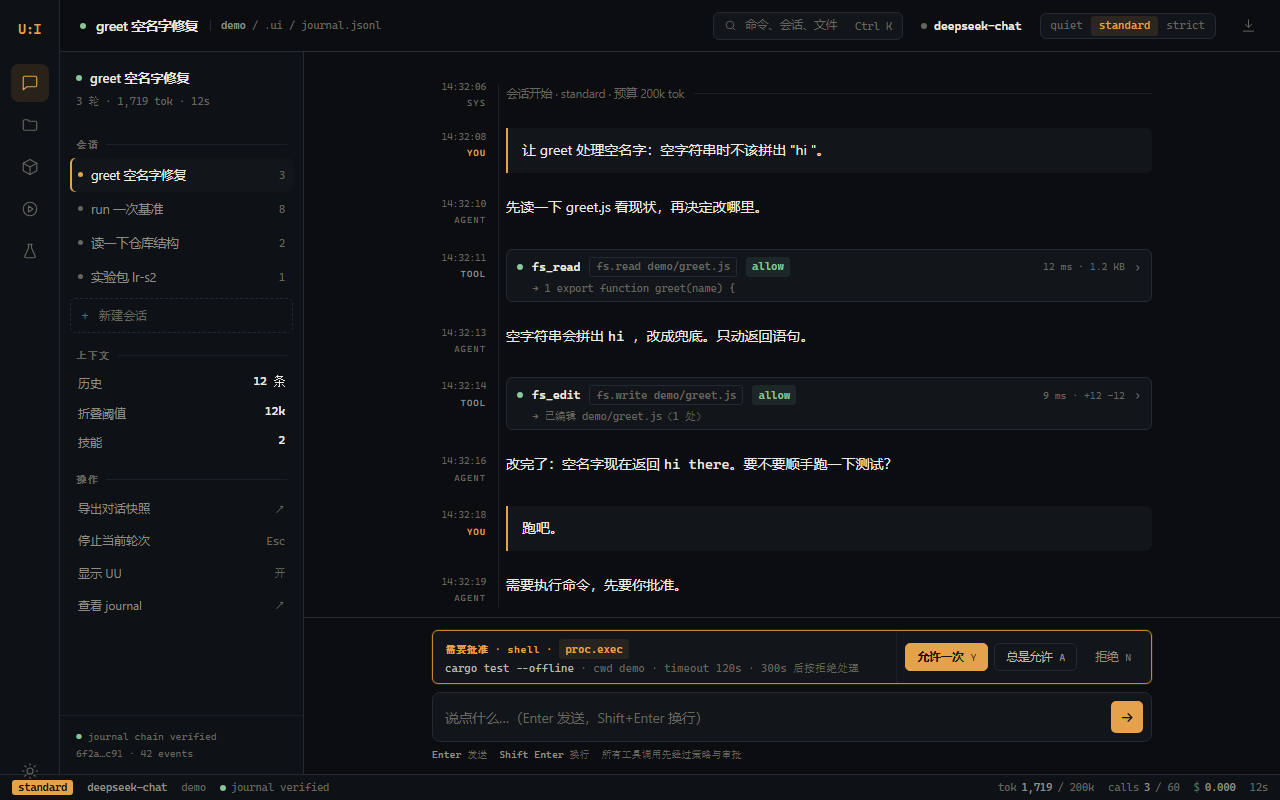 U:I
greet 空名字修复
demo / .ui / journal.jsonl
命令、会话、文件 Ctrl K
deepseek-chat
quiet standard strict
greet 空名字修复
3 轮 · 1,719 tok · 12s
会话
greet 空名字修复 3
run 一次基准 8
读一下仓库结构 2
实验包 lr-s2 1
+ 新建会话
上下文
历史 12 条
折叠阈值 12k
技能 2
操作
导出对话快照 ↗
停止当前轮次 Esc
显示 UU 开
查看 journal ↗
journal chain verified
6f2a…c91 · 42 events
14:32:06
SYS
会话开始 · standard · 预算 200k tok
14:32:08
YOU
让 greet 处理空名字：空字符串时不该拼出 "hi "。
14:32:10
AGENT
先读一下 greet.js 看现状，再决定改哪里。
14:32:11
TOOL
fs_read fs.read demo/greet.js allow 12 ms · 1.2 KB ›
→ 1 export function greet(name) {
14:32:13
AGENT
空字符串会拼出 hi ，改成兜底。只动返回语句。
14:32:14
TOOL
fs_edit fs.write demo/greet.js allow 9 ms · +12 −12 ›
→ 已编辑 demo/greet.js（1 处）
14:32:16
AGENT
改完了：空名字现在返回 hi there。要不要顺手跑一下测试？
14:32:18
YOU
跑吧。
14:32:19
AGENT
需要执行命令，先要你批准。
需要批准 · shell · proc.exec
cargo test --offline · cwd demo · timeout 120s · 300s 后按拒绝处理
允许一次 Y 总是允许 A 拒绝 N
说点什么…（Enter 发送，Shift+Enter 换行）
Enter 发送 Shift Enter 换行 所有工具调用先经过策略与审批
standard deepseek-chat demo journal verified
tok 1,719 / 200k calls 3 / 60 $ 0.000 12s